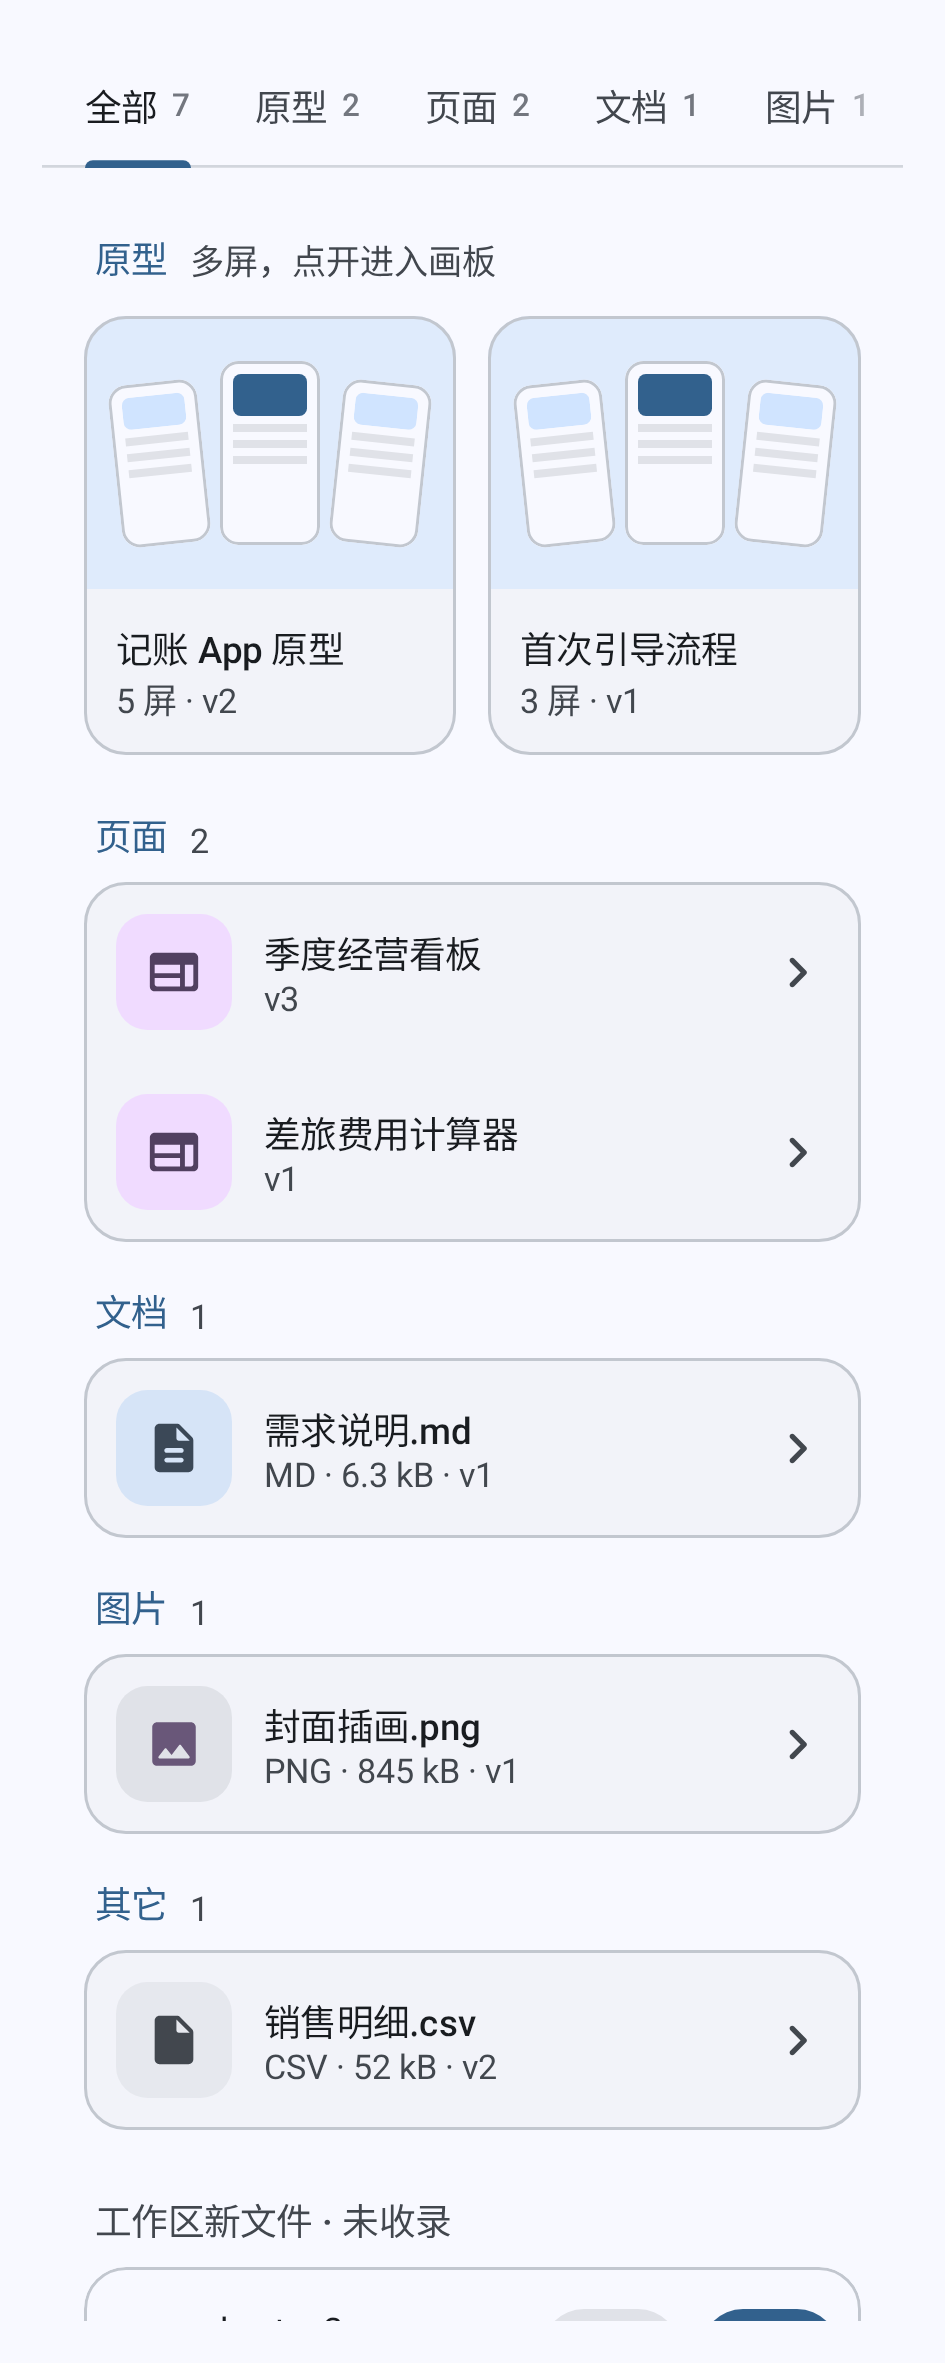 全部 7 原型 2 页面 2 文档 1 图片 1
原型 多屏，点开进入画板
记账 App 原型
5 屏 · v2
首次引导流程
3 屏 · v1
页面 2
季度经营看板
v3
差旅费用计算器
v1
文档 1
需求说明.md
MD · 6.3 kB · v1
图片 1
封面插画.png
PNG · 845 kB · v1
其它 1
销售明细.csv
CSV · 52 kB · v2
工作区新文件 · 未收录